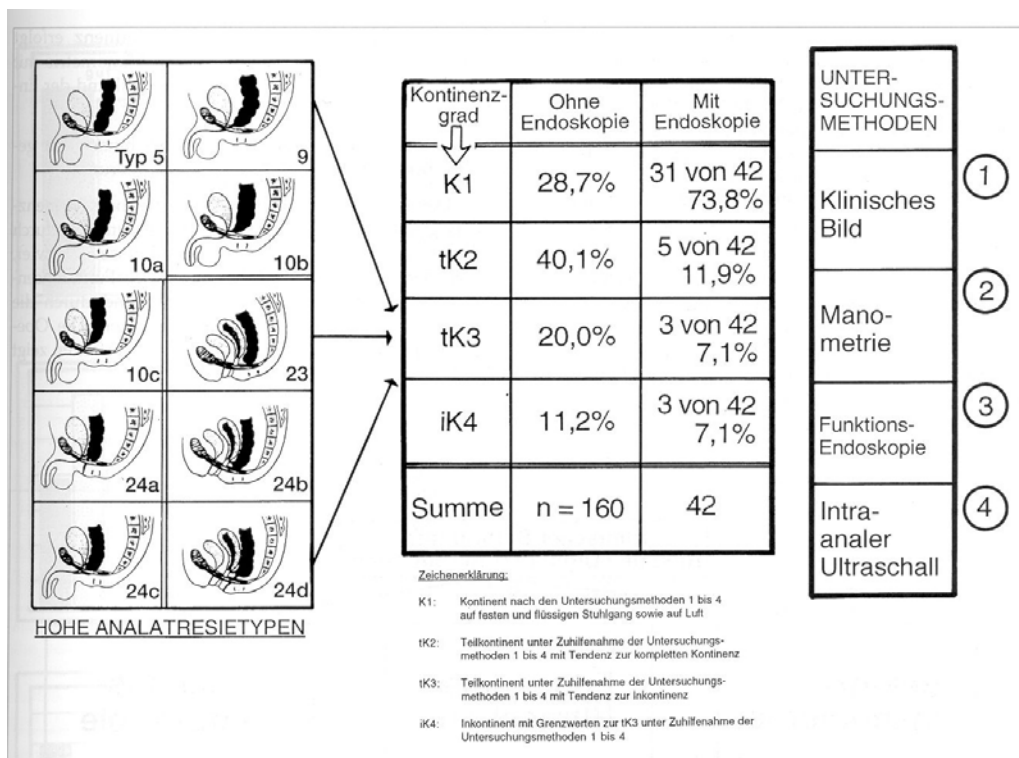 Typ 5
9
10a
10b
10c
23
24a
24b
24c
24d
HOHE ANALATRESIETYPEN
Kontinenz-
grad
Ohne
Endoskopie
Mit
Endoskopie
K1
28,7%
31 von 42
73,8%
tK2
40,1%
5 von 42
11,9%
tK3
20,0%
3 von 42
7,1%
iK4
11,2%
3 von 42
7,1%
Summe
n = 160
42
Zeichenerklärung:
K1: Kontinent nach den Untersuchungsmethoden 1 bis 4
auf festen und flüssigen Stuhlgang sowie auf Luft
tK2: Teilkontinent unter Zuhilfenahme der Untersuchungs-
methoden 1 bis 4 mit Tendenz zur kompletten Kontinenz
tK3: Teilkontinent unter Zuhilfenahme der Untersuchungs-
methoden 1 bis 4 mit Tendenz zur Inkontinenz
iK4: Inkontinent mit Grenzwerten zur tK3 unter Zuhilfenahme der
Untersuchungsmethoden 1 bis 4
UNTER-
SUCHUNGS-
METHODEN
Klinisches
Bild
1
Mano-
metrie
2
Funktions-
Endoskopie
3
Intra-
analer
Ultraschall
4